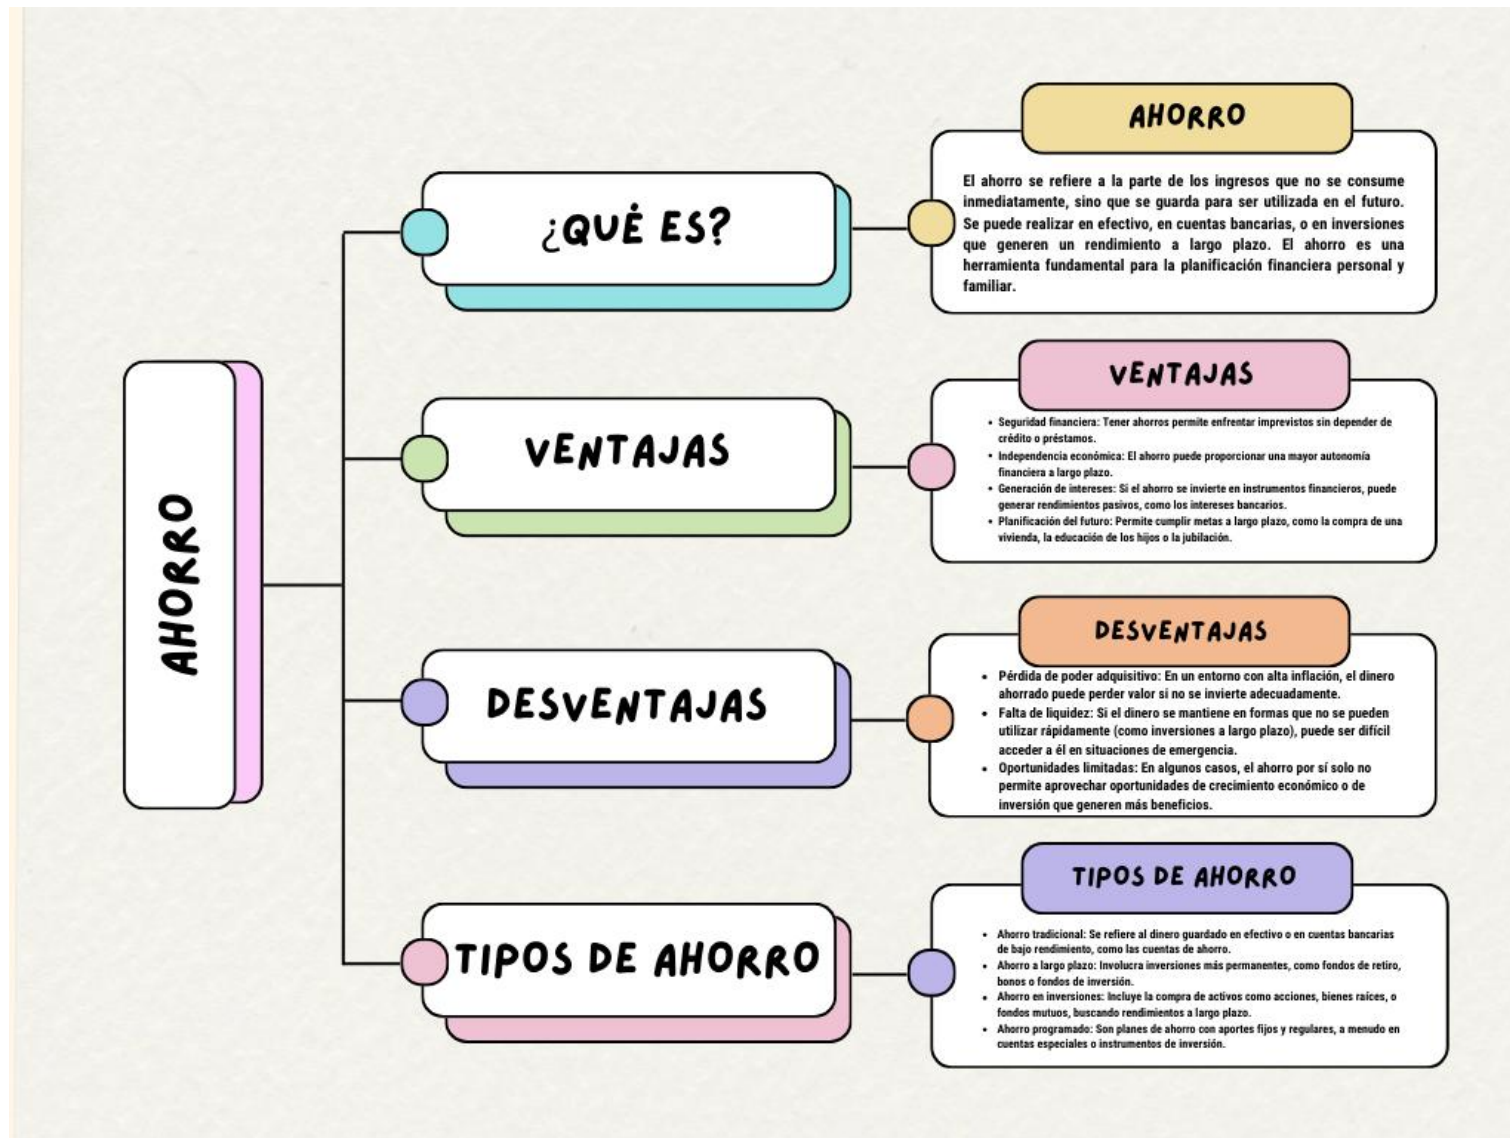 AHORRO
¿QUÉ ES?
AHORRO
El ahorro se refiere a la parte de los ingresos que no se consume
inmediatamente, sino que se guarda para ser utilizada en el futuro.
Se puede realizar en efectivo, en cuentas bancarias, o en inversiones
que generen un rendimiento a largo plazo. El ahorro es una
herramienta fundamental para la planificación financiera personal y
familiar.
VENTAJAS
VENTAJAS
• Seguridad financiera: Tener ahorros permite enfrentar imprevistos sin depender de
crédito o préstamos.
• Independencia económica: El ahorro puede proporcionar una mayor autonomía
financiera a largo plazo.
• Generación de intereses: Si el ahorro se invierte en instrumentos financieros, puede
generar rendimientos pasivos, como los intereses bancarios.
• Planificación del futuro: Permite cumplir metas a largo plazo, como la compra de una
vivienda, la educación de los hijos o la jubilación.
DESVENTAJAS
DESVENTAJAS
• Pérdida de poder adquisitivo: En un entorno con alta inflación, el dinero
ahorrado puede perder valor si no se invierte adecuadamente.
• Falta de liquidez: Si el dinero se mantiene en formas que no se pueden
utilizar rápidamente (como inversiones a largo plazo), puede ser difícil
acceder a él en situaciones de emergencia.
• Oportunidades limitadas: En algunos casos, el ahorro por sí solo no
permite aprovechar oportunidades de crecimiento económico o de
inversión que generen más beneficios.
TIPOS DE AHORRO
TIPOS DE AHORRO
• Ahorro tradicional: Se refiere al dinero guardado en efectivo o en cuentas bancarias
de bajo rendimiento, como las cuentas de ahorro.
• Ahorro a largo plazo: Involucra inversiones más permanentes, como fondos de retiro,
bonos o fondos de inversión.
• Ahorro en inversiones: Incluye la compra de activos como acciones, bienes raíces, o
fondos mutuos, buscando rendimientos a largo plazo.
• Ahorro programado: Son planes de ahorro con aportes fijos y regulares, a menudo en
cuentas especiales o instrumentos de inversión.